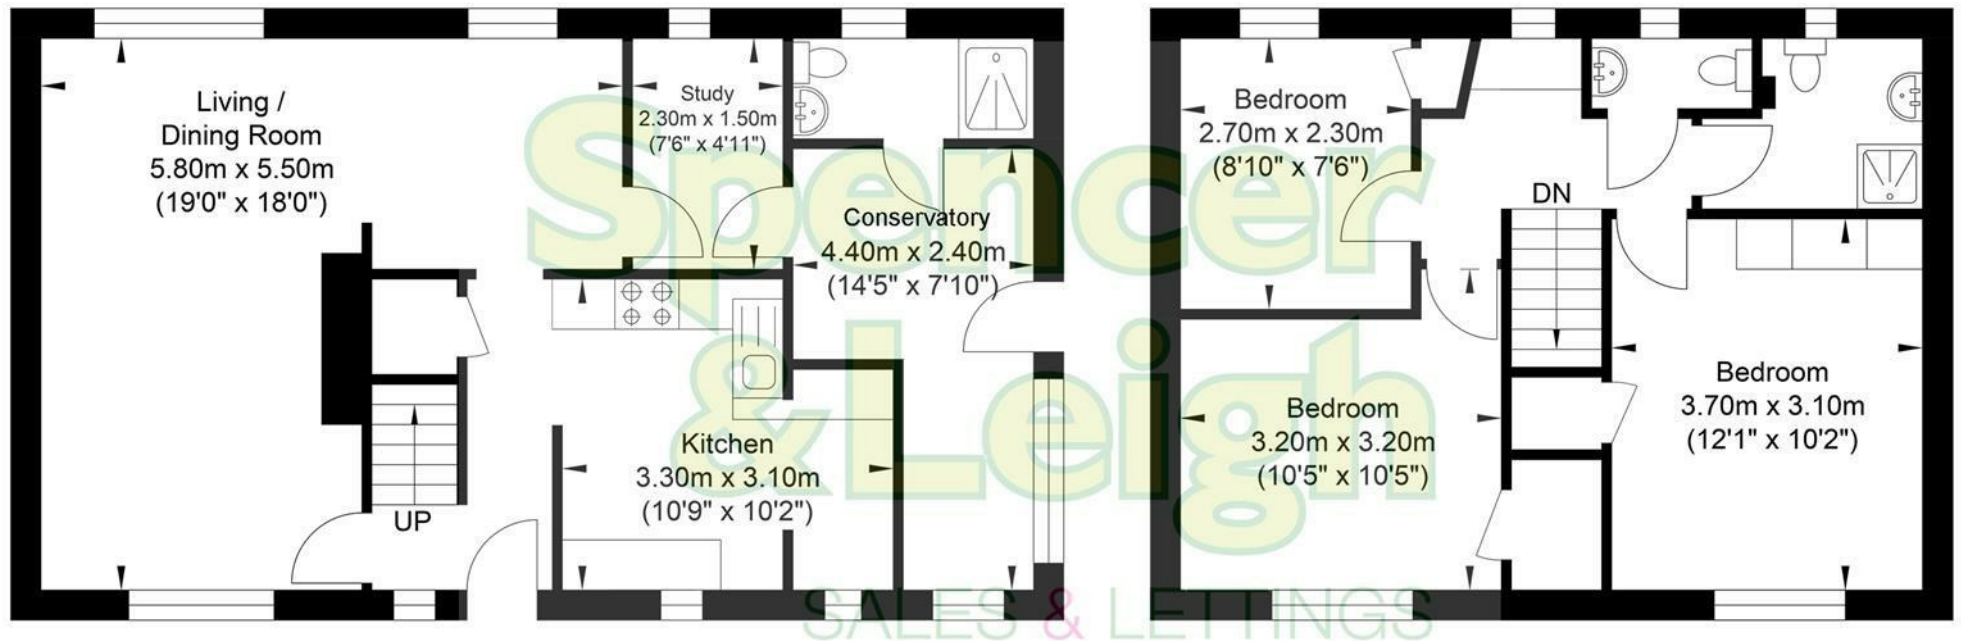 Living /
Dining Room
5.80m x 5.50m
(19'0" x 18'0")
Study
2.30m x 1.50m
(7'6" x 4'11")
Conservatory
4.40m x 2.40m
(14'5" x 7'10")
Kitchen
3.30m x 3.10m
(10'9" x 10'2")
UP
Bedroom
2.70m x 2.30m
(8'10" x 7'6")
DN
Bedroom
3.20m x 3.20m
(10'5" x 10'5")
Bedroom
3.70m x 3.10m
(12'1" x 10'2")
Spencer
&Leigh
SALES & LETTINGS